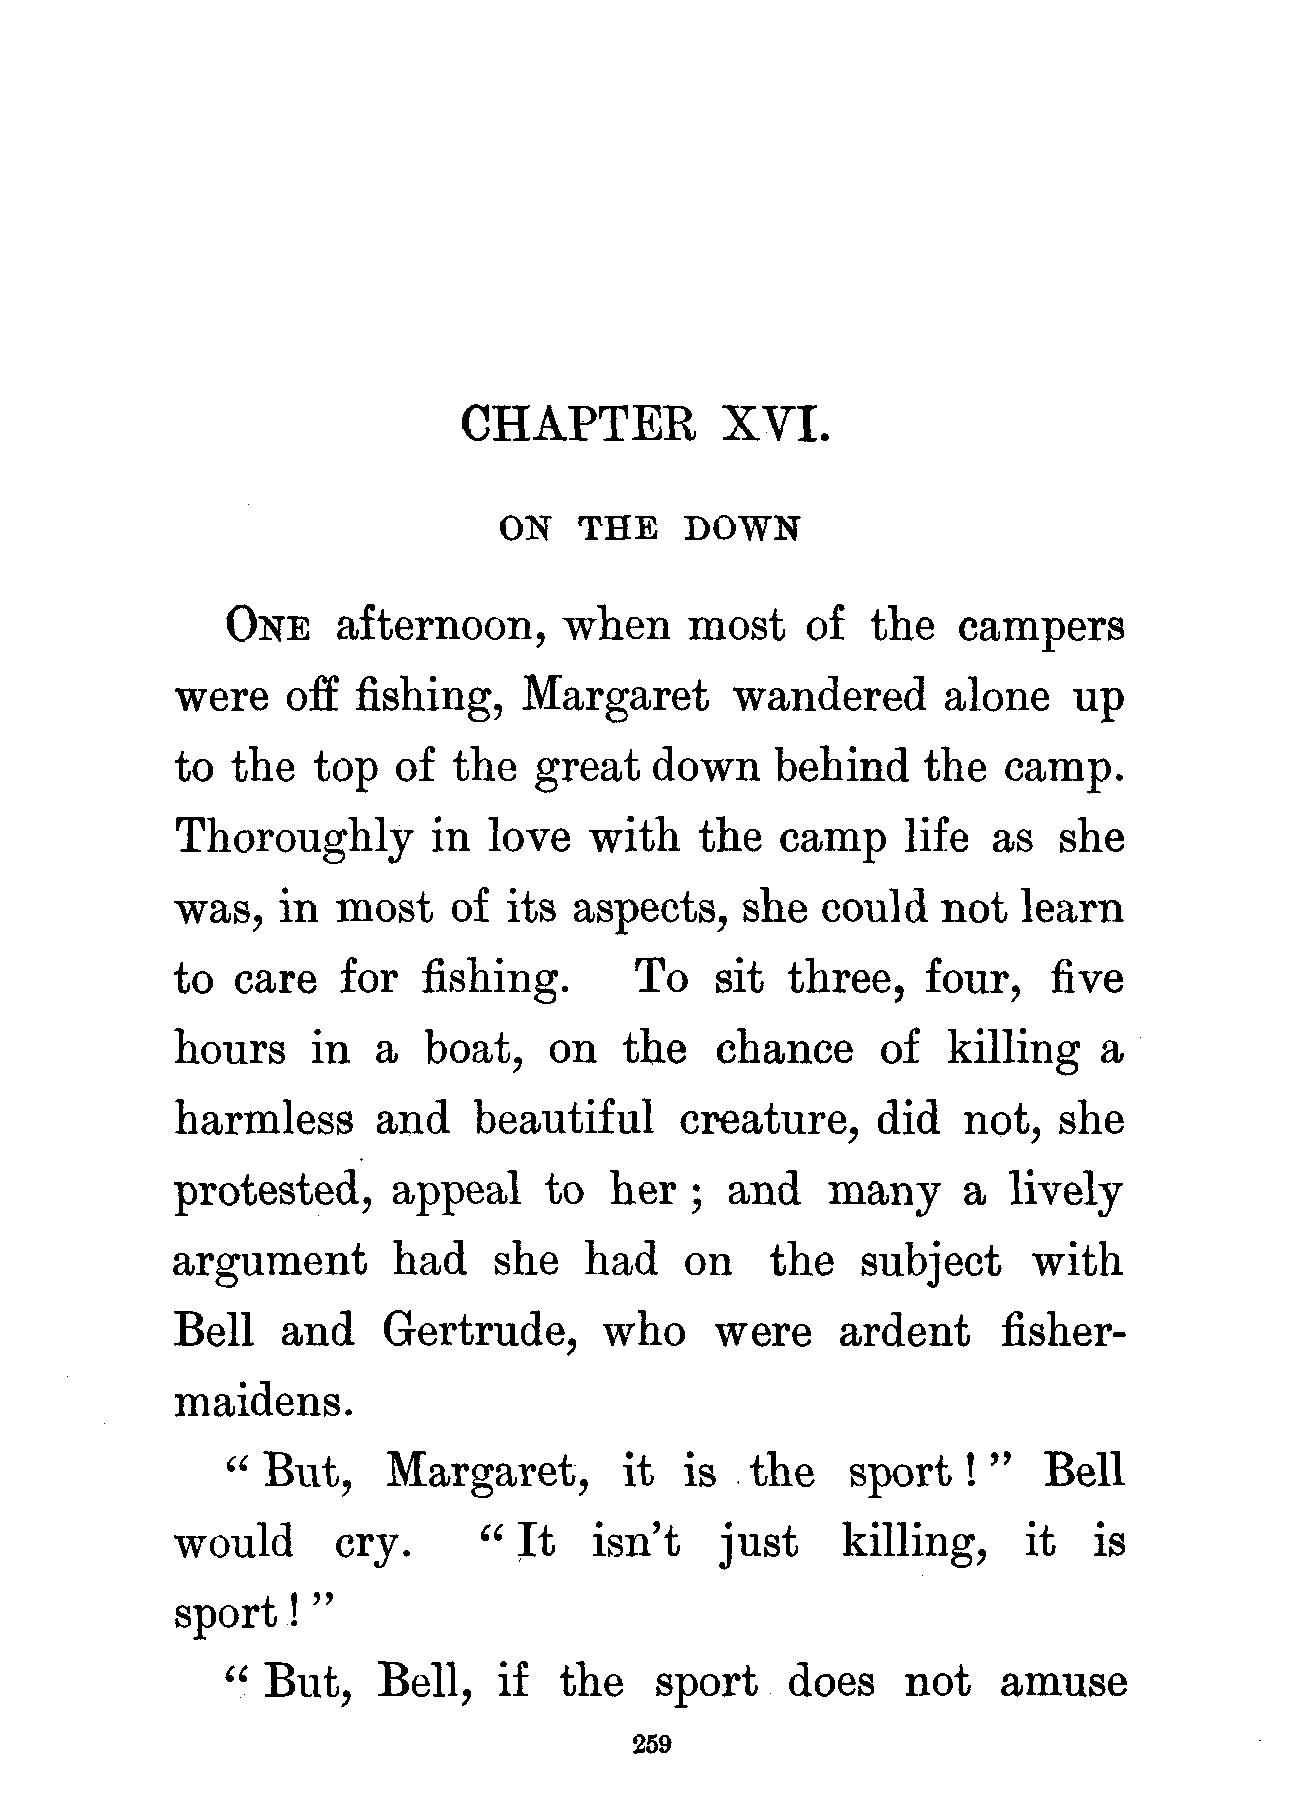 CHAPTER XVI.
ON THE DOWN
ONE afternoon, when most of the campers
were off fishing, Margaret wandered alone up
to the top of the great down behind the camp.
Thoroughly in love with the camp life as she
was, in most of its aspects, she could not learn
to care for fishing. To sit three, four, five
hours in a boat, on the chance of killing a
harmless and beautiful creature, did not, she
protested, appeal to her ; and many a lively
argument had she had on the subject with
Bell and Gertrude, who were ardent fisher-
maidens.
“ But, Margaret, it is the sport ! ” Bell
would cry. “ It isn’t just killing, it is
sport ! ”
“ But, Bell, if the sport does not amuse
259